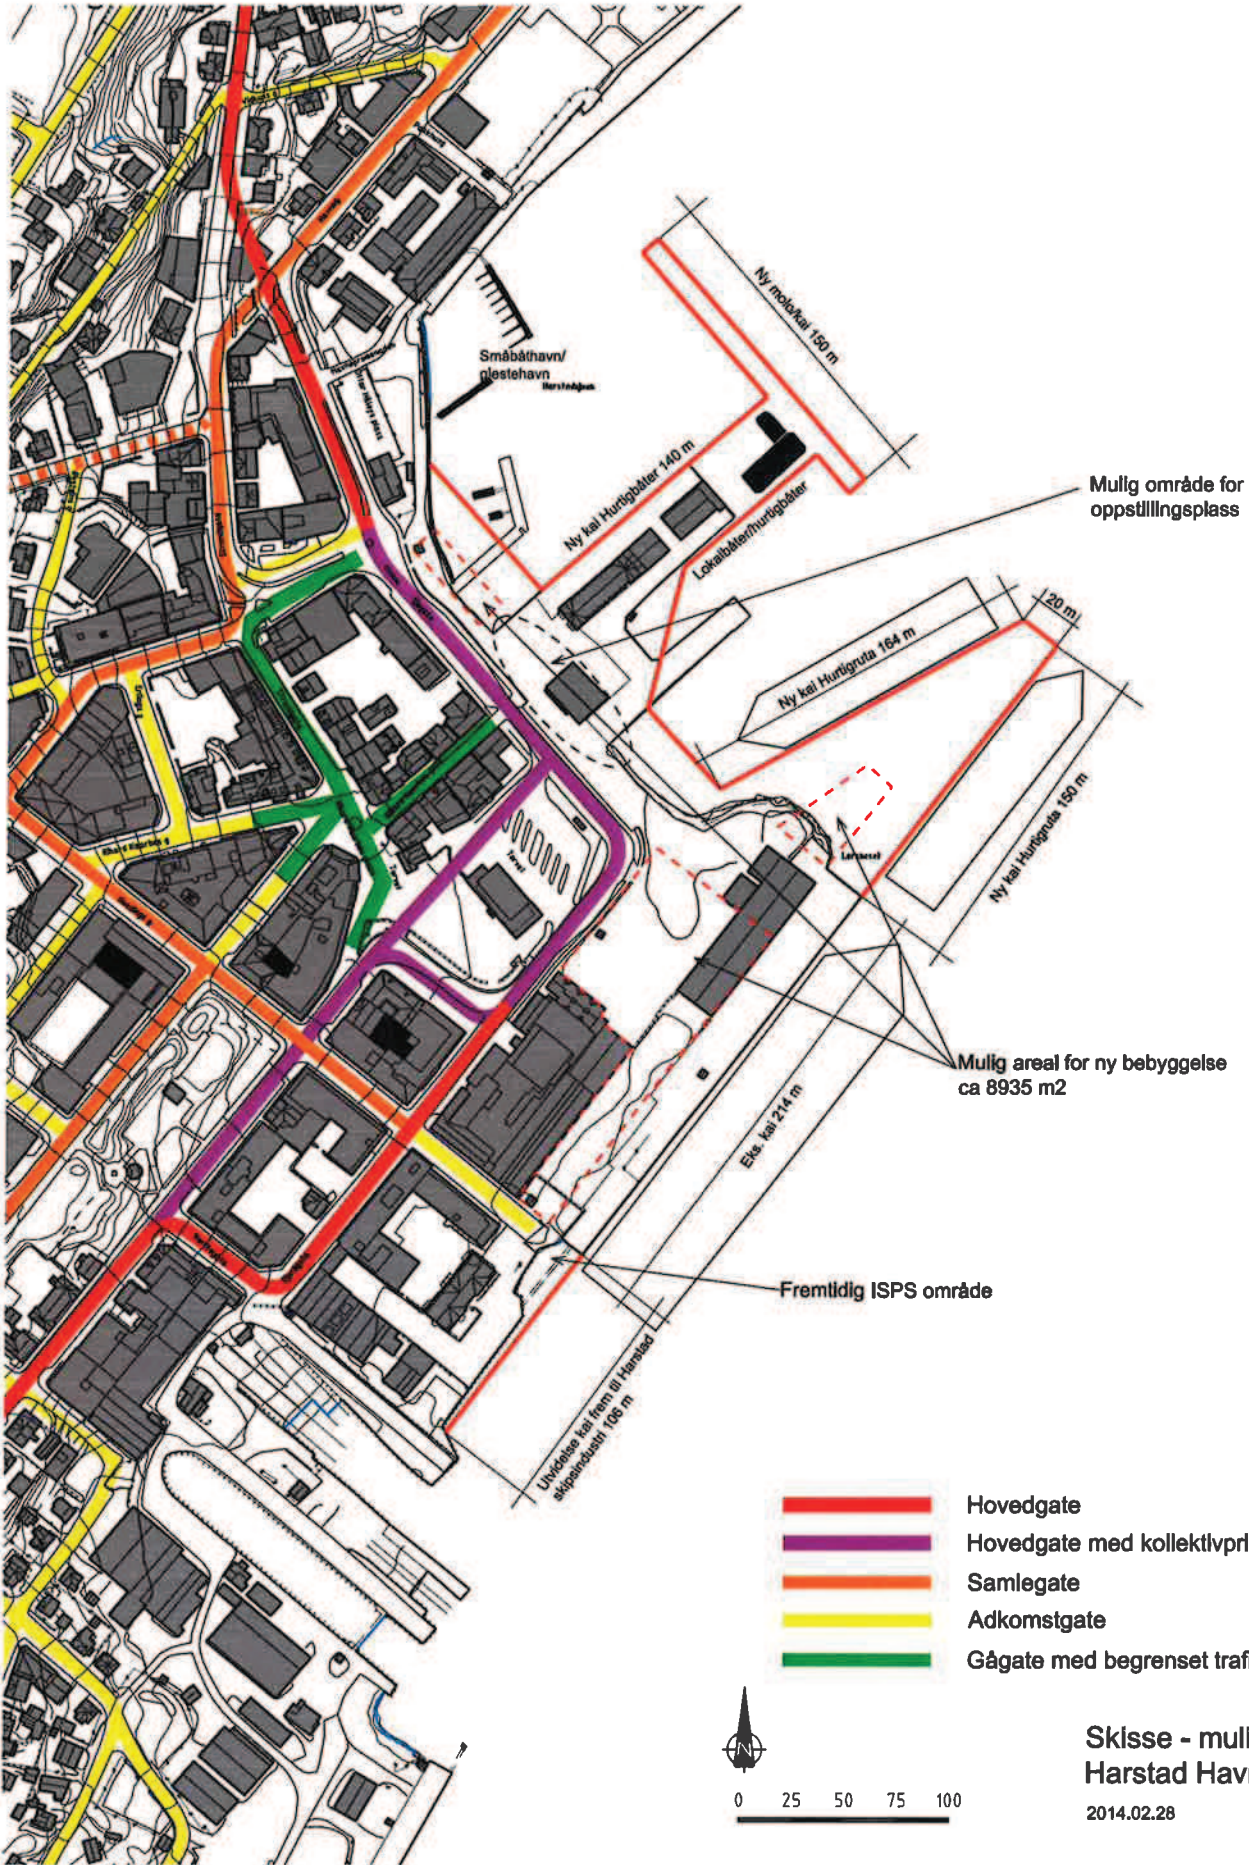 Småbåthavn/
gjestehavn
Ny molo/kai 150 m
Ny kai Hurtigbåter 140 m
Lokalbåter/hurtigbåter
Mulig område for
oppstillingsplass
20 m
Ny kai Hurtigruta 164 m
Ny kai Hurtigruta 150 m
Torvet
Torvet
Mulig areal for ny bebyggelse
ca 8935 m2
Eks. kai 214 m
Fremtidig ISPS område
Utvidelse kai frem til Harstad
skipsindustri 106 m
Hovedgate
Hovedgate med kollektivpri
Samlegate
Adkomstgate
Gågate med begrenset traf
N
0 25 50 75 100
Skisse - muli
Harstad Hav
2014.02.28